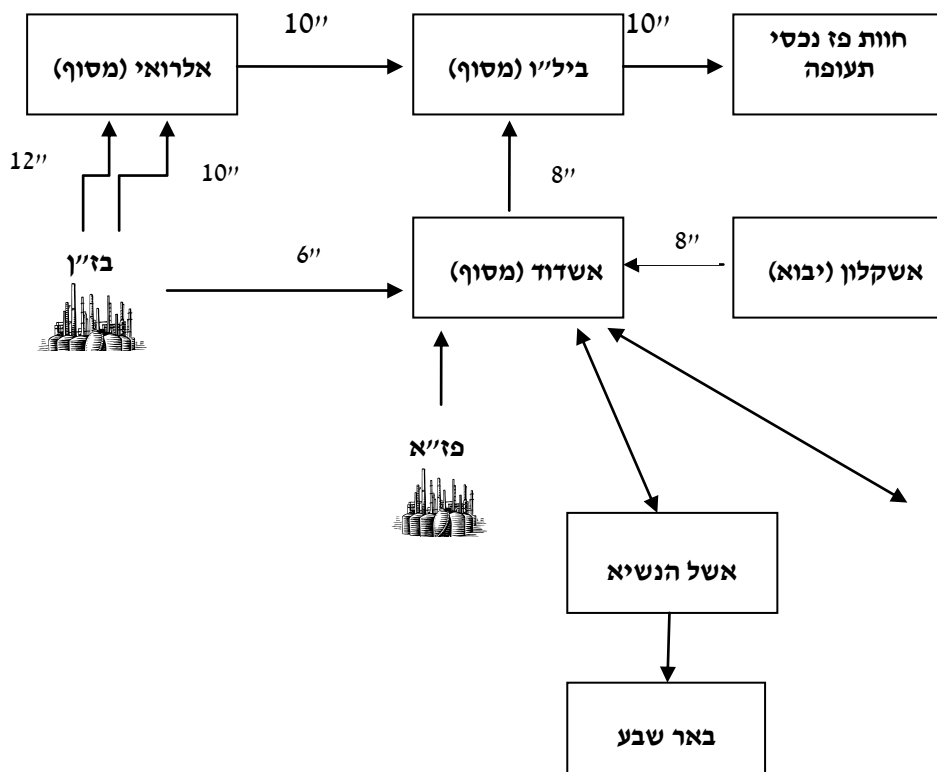 10″
10″
אלרואי (מסוף)
ביל״ו (מסוף)
חוות פז נכסי
תעופה
12″
10″
8″
בז״ן
6″
אשדוד (מסוף)
8″
אשקלון (יבוא)
פז״א
אשל הנשיא
באר שבע